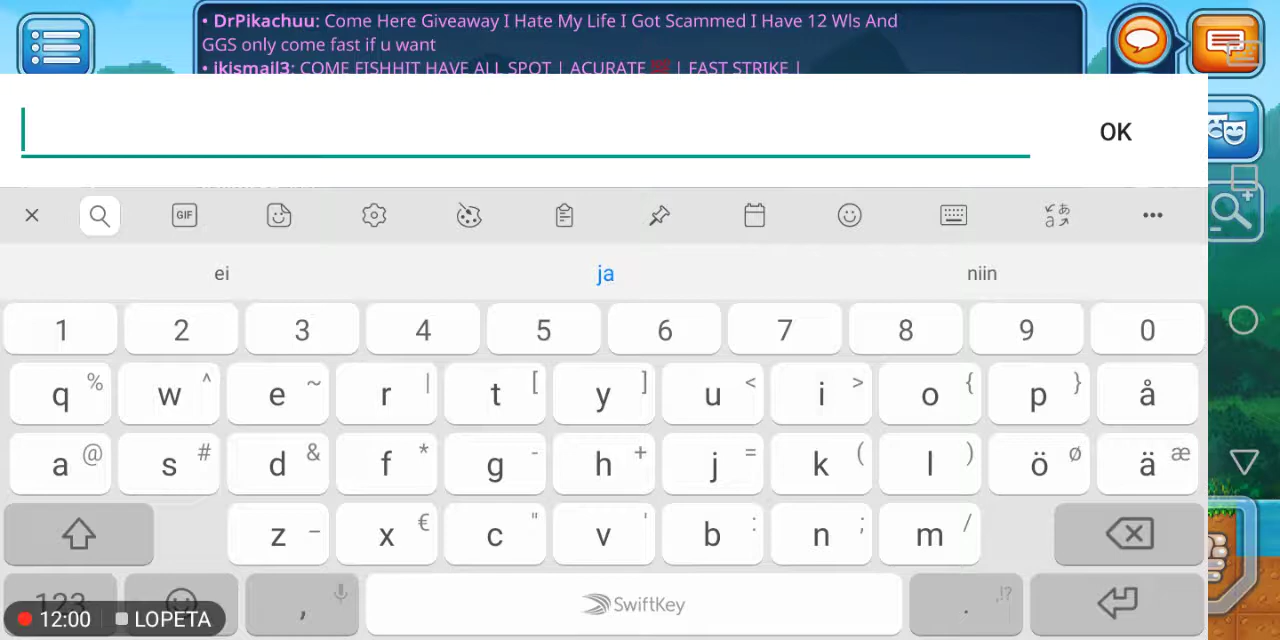 • DrPikachuu: Come Here Giveaway I Hate My Life I Got Scammed I Have 12 Wls And
GGS only come fast if u want
• ikismail3: COME FISHHIT HAVE ALL SPOT | ACURATE 💯 | FAST STRIKE |
OK
GIF
ei ja niin
1 2 3 4 5 6 7 8 9 0
q % w ^ e ~ r | t [ y ] u < i > o { p } å
a @ s # d & f * g - h + j = k ( l ) ö ø ä æ
z _ x € c " v ' b : n ; m /
123 , SwiftKey . ,!?
12:00 LOPETA